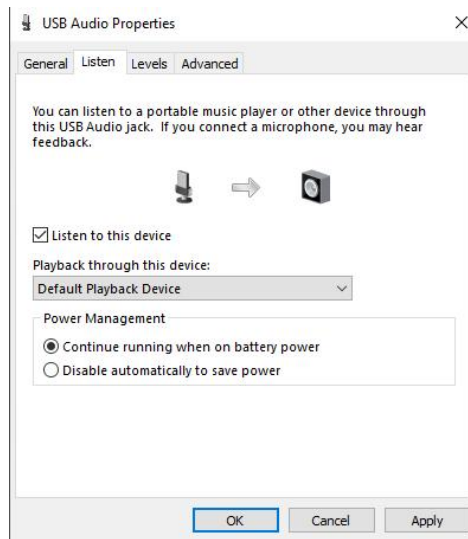 USB Audio Properties
General Listen Levels Advanced
You can listen to a portable music player or other device through
this USB Audio jack. If you connect a microphone, you may hear
feedback.
Listen to this device
Playback through this device:
Default Playback Device
Power Management
Continue running when on battery power
Disable automatically to save power
OK Cancel Apply